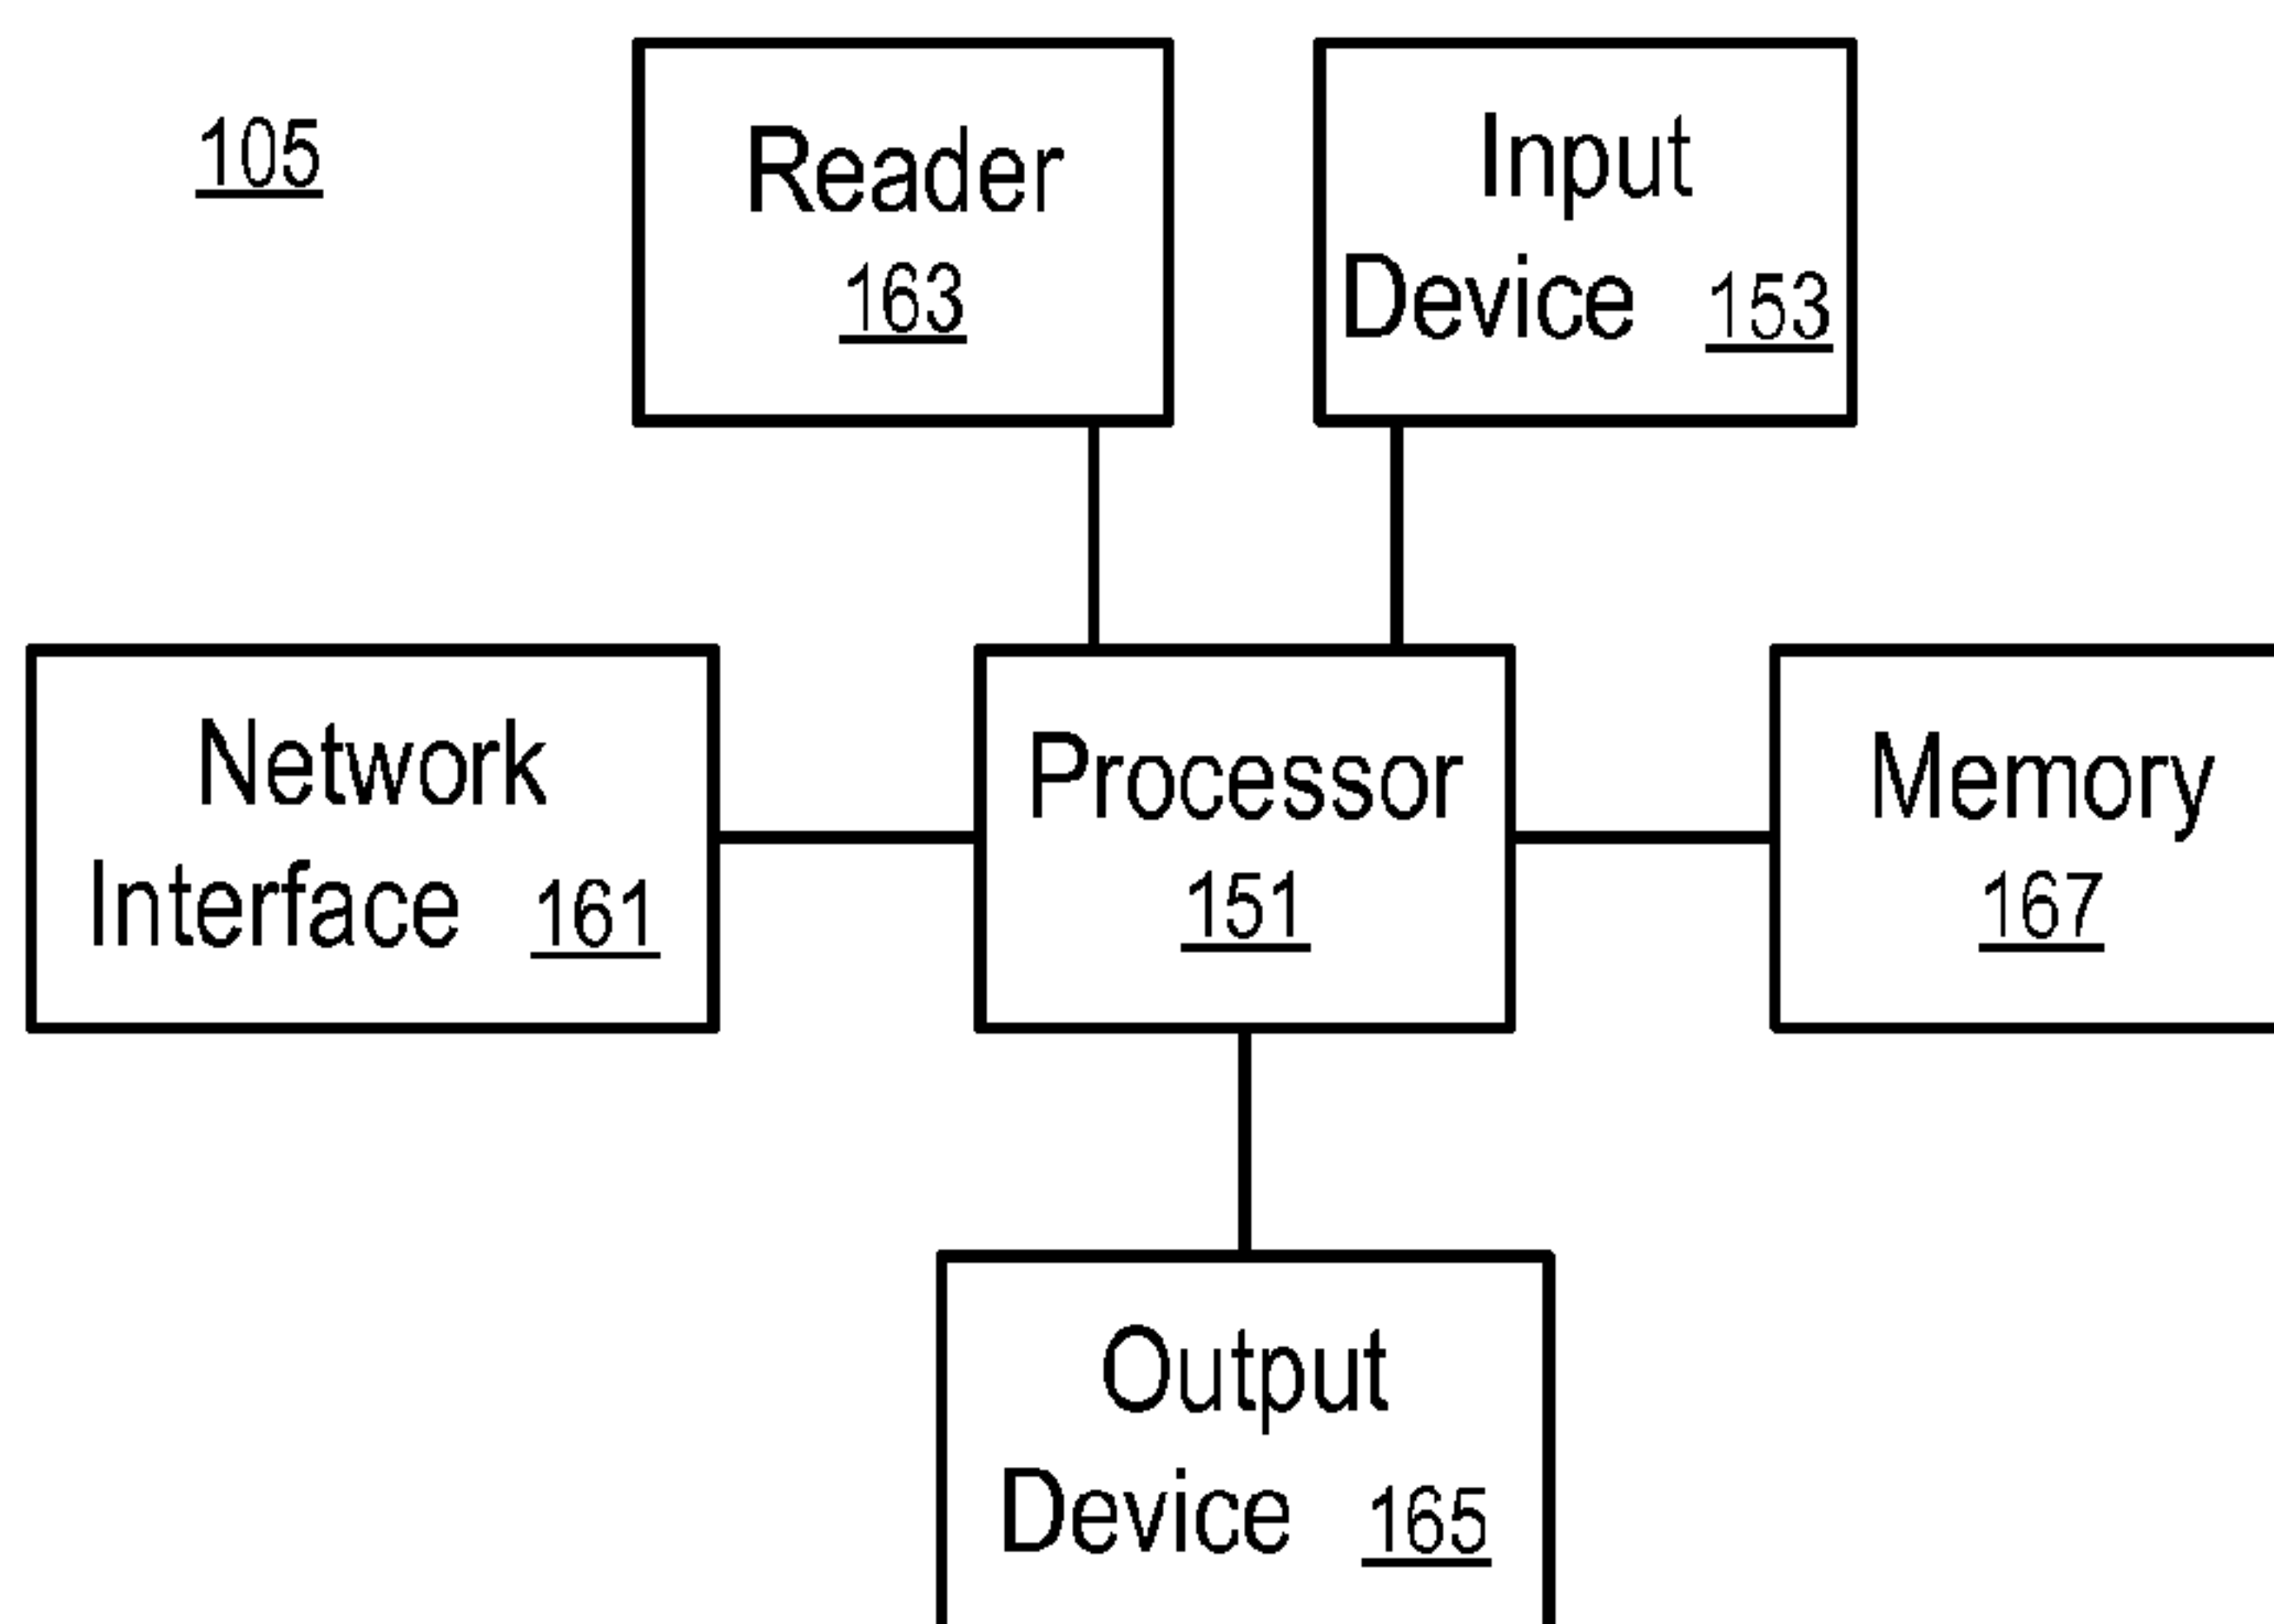 105
Reader
163
Input
Device 153
Network
Interface 161
Processor
151
Memory
167
Output
Device 165